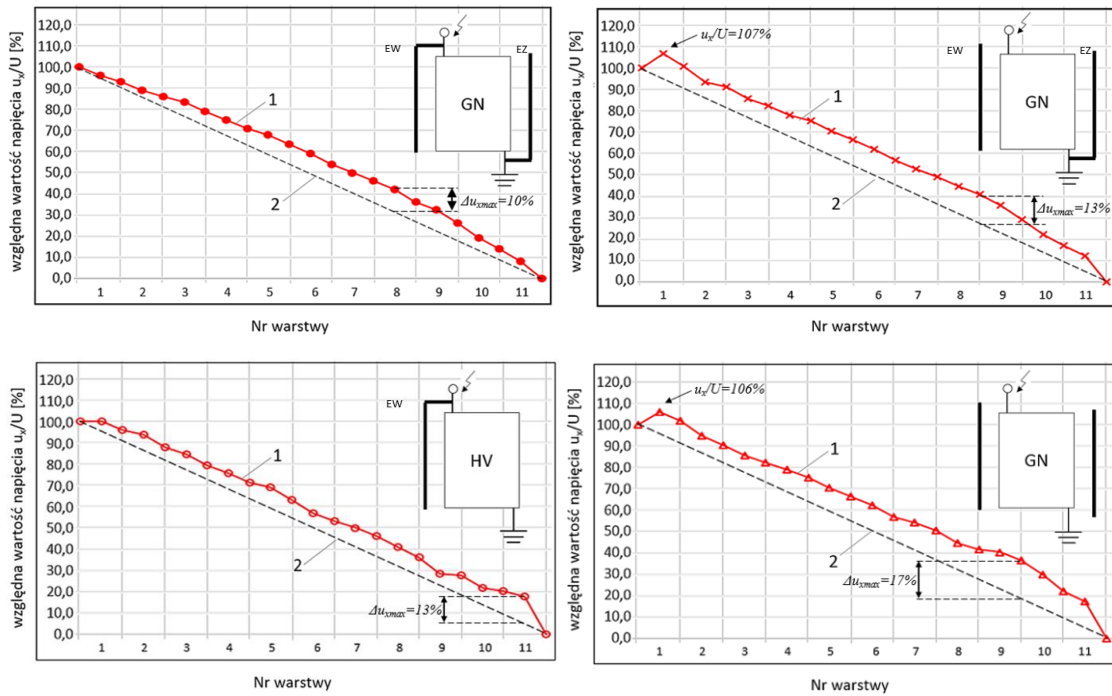 względna wartość napięcia uₓ/U [%]
120,0
110,0
100,0
90,0
80,0
70,0
60,0
50,0
40,0
30,0
20,0
10,0
0,0
1 2 3 4 5 6 7 8 9 10 11
Nr warstwy
1
2
EW
EZ
GN
Δuxmax=10%
względna wartość napięcia uₓ/U [%]
120,0
110,0
100,0
90,0
80,0
70,0
60,0
50,0
40,0
30,0
20,0
10,0
0,0
1 2 3 4 5 6 7 8 9 10 11
Nr warstwy
uₓ/U=107%
1
2
EW
EZ
GN
Δuxmax=13%
względna wartość napięcia uₓ/U [%]
120,0
110,0
100,0
90,0
80,0
70,0
60,0
50,0
40,0
30,0
20,0
10,0
0,0
1 2 3 4 5 6 7 8 9 10 11
Nr warstwy
1
2
EW
HV
Δuxmax=13%
względna wartość napięcia uₓ/U [%]
120,0
110,0
100,0
90,0
80,0
70,0
60,0
50,0
40,0
30,0
20,0
10,0
0,0
1 2 3 4 5 6 7 8 9 10 11
Nr warstwy
uₓ/U=106%
1
2
GN
Δuxmax=17%